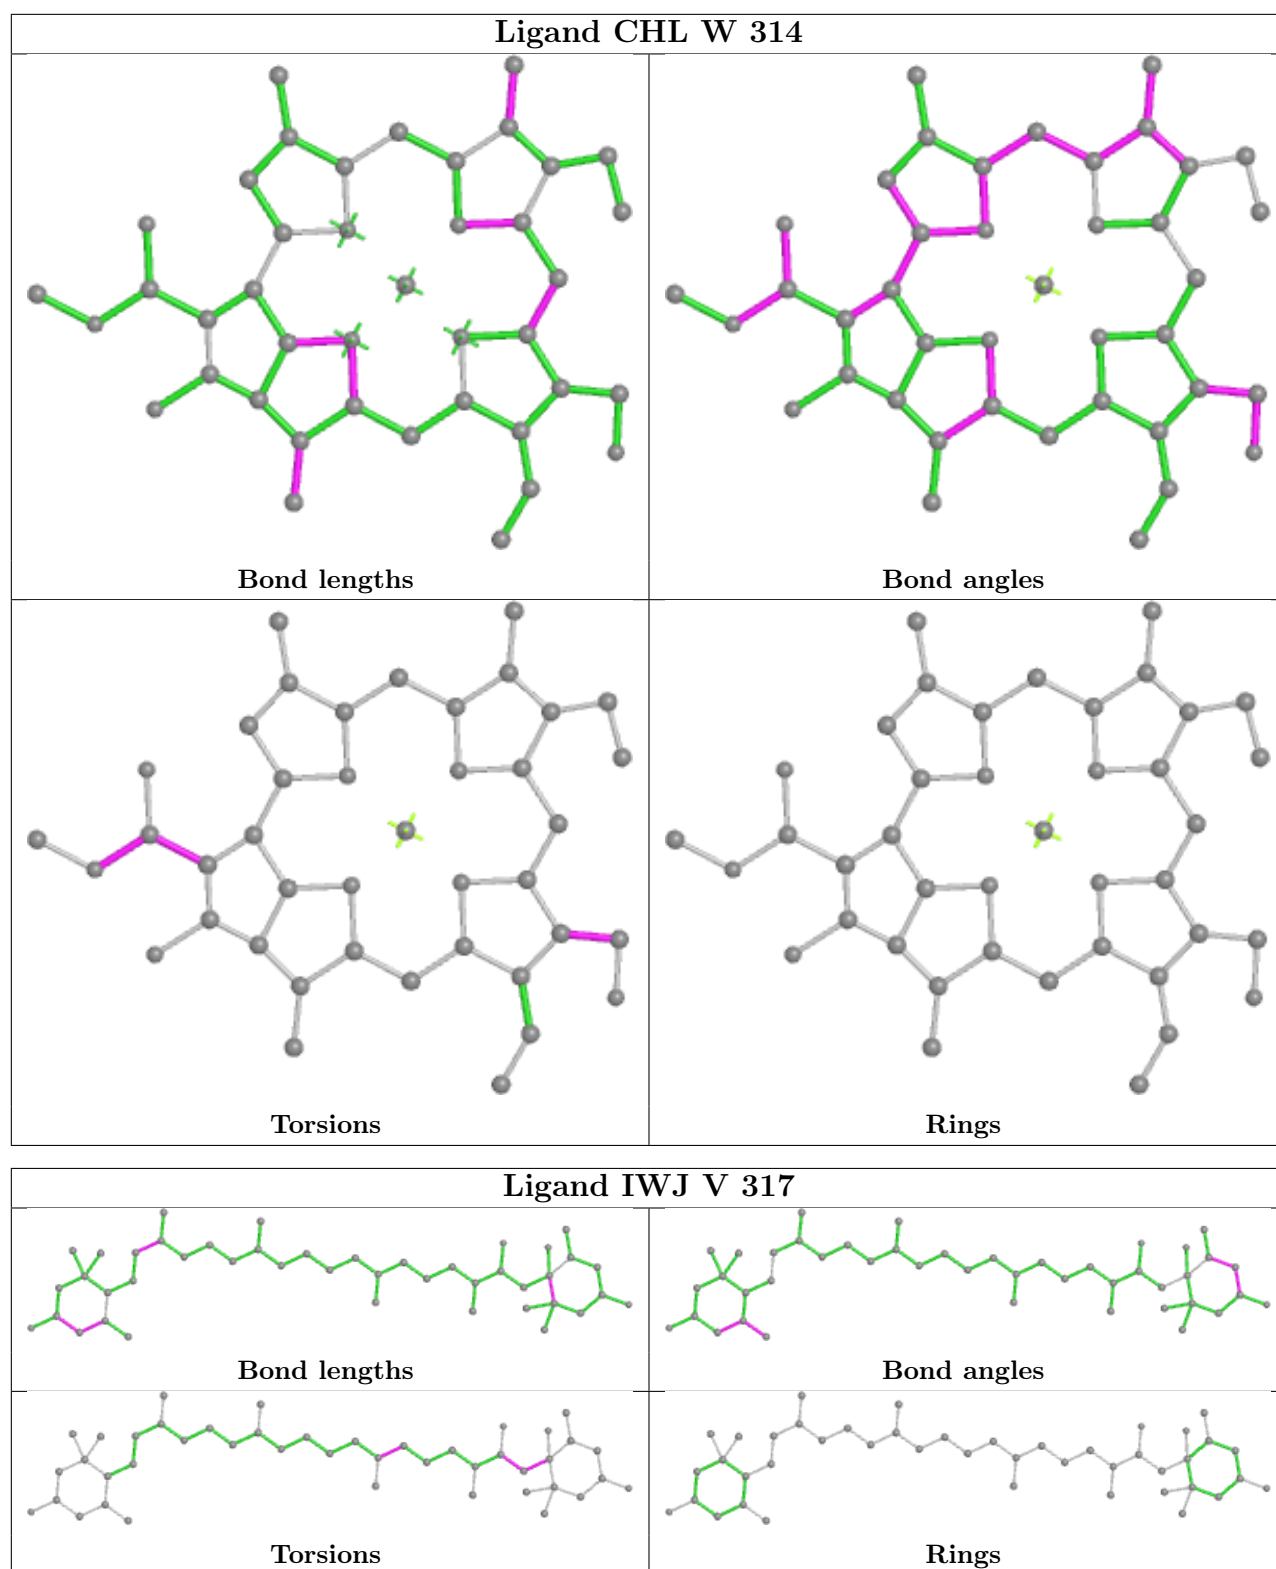 Ligand CHL W 314
Bond lengths
Bond angles
Torsions
Rings
Ligand IWJ V 317
Bond lengths
Bond angles
Torsions
Rings